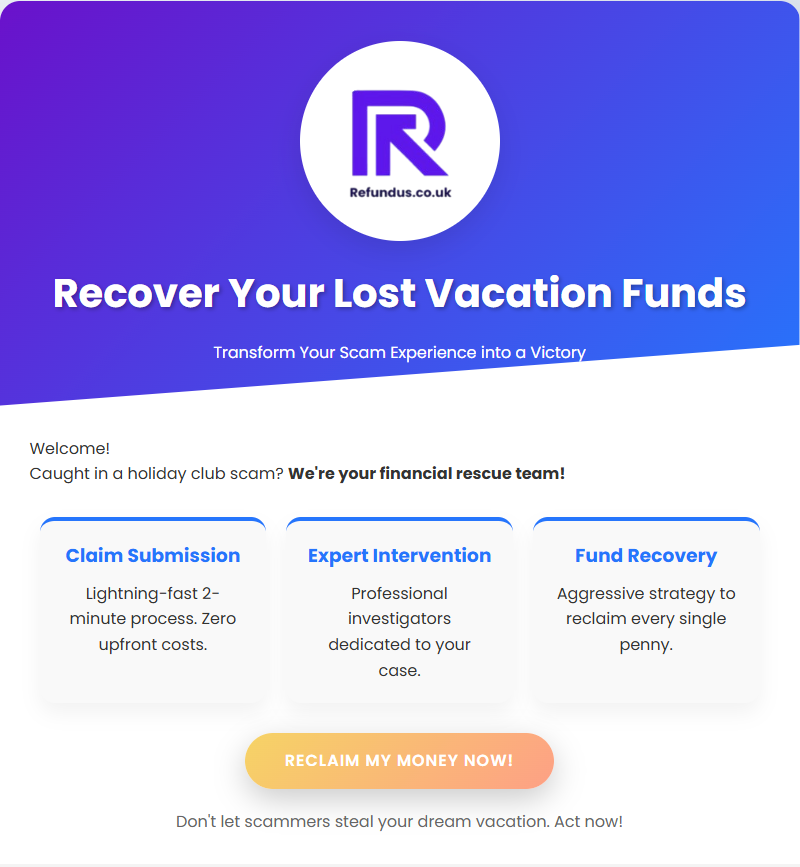 Refundus.co.uk
Recover Your Lost Vacation Funds
Transform Your Scam Experience into a Victory
Welcome!
Caught in a holiday club scam? We're your financial rescue team!
Claim Submission
Lightning-fast 2-
minute process. Zero
upfront costs.
Expert Intervention
Professional
investigators
dedicated to your
case.
Fund Recovery
Aggressive strategy to
reclaim every single
penny.
RECLAIM MY MONEY NOW!
Don't let scammers steal your dream vacation. Act now!